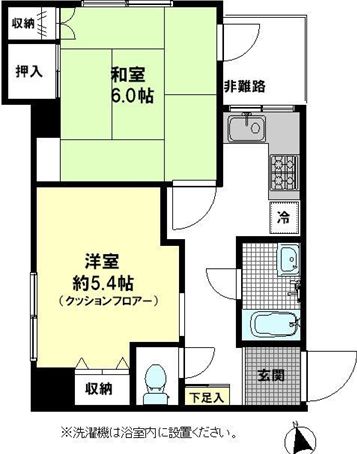 収納
押入
和室
6.0帖
非難路
冷
洋室
約5.4帖
(クッションフロアー)
収納
下足入
玄関
※洗濯機は浴室内に設置ください。